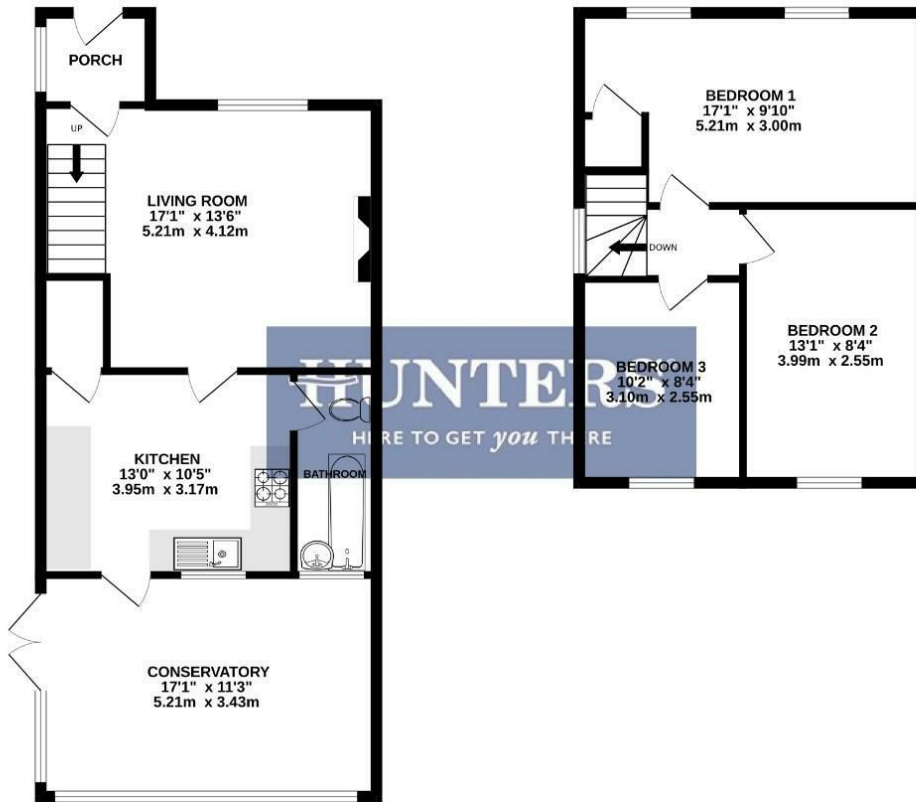 PORCH
UP
LIVING ROOM
17'1" x 13'6"
5.21m x 4.12m
KITCHEN
13'0" x 10'5"
3.95m x 3.17m
BATHROOM
CONSERVATORY
17'1" x 11'3"
5.21m x 3.43m
BEDROOM 1
17'1" x 9'10"
5.21m x 3.00m
DOWN
BEDROOM 2
13'1" x 8'4"
3.99m x 2.55m
BEDROOM 3
10'2" x 8'4"
3.10m x 2.55m
HUNTERS
HERE TO GET you THERE